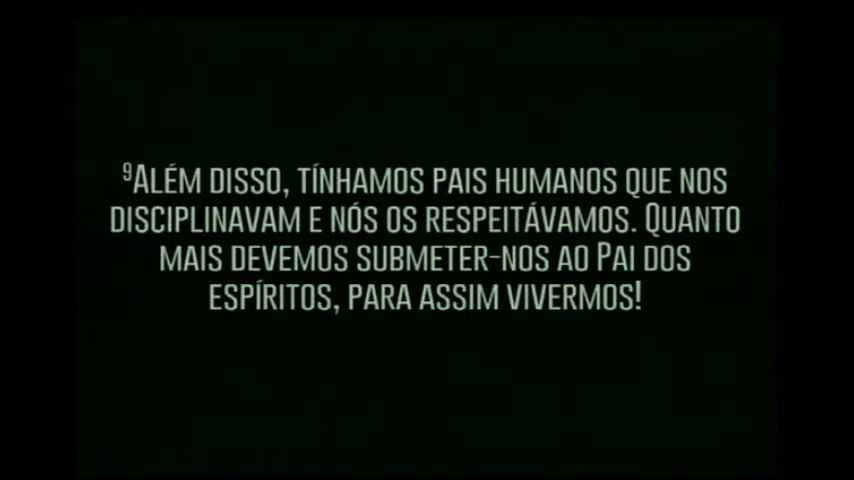 ⁹Além disso, tínhamos pais humanos que nos
disciplinavam e nós os respeitávamos. Quanto
mais devemos submeter-nos ao Pai dos
espíritos, para assim vivermos!